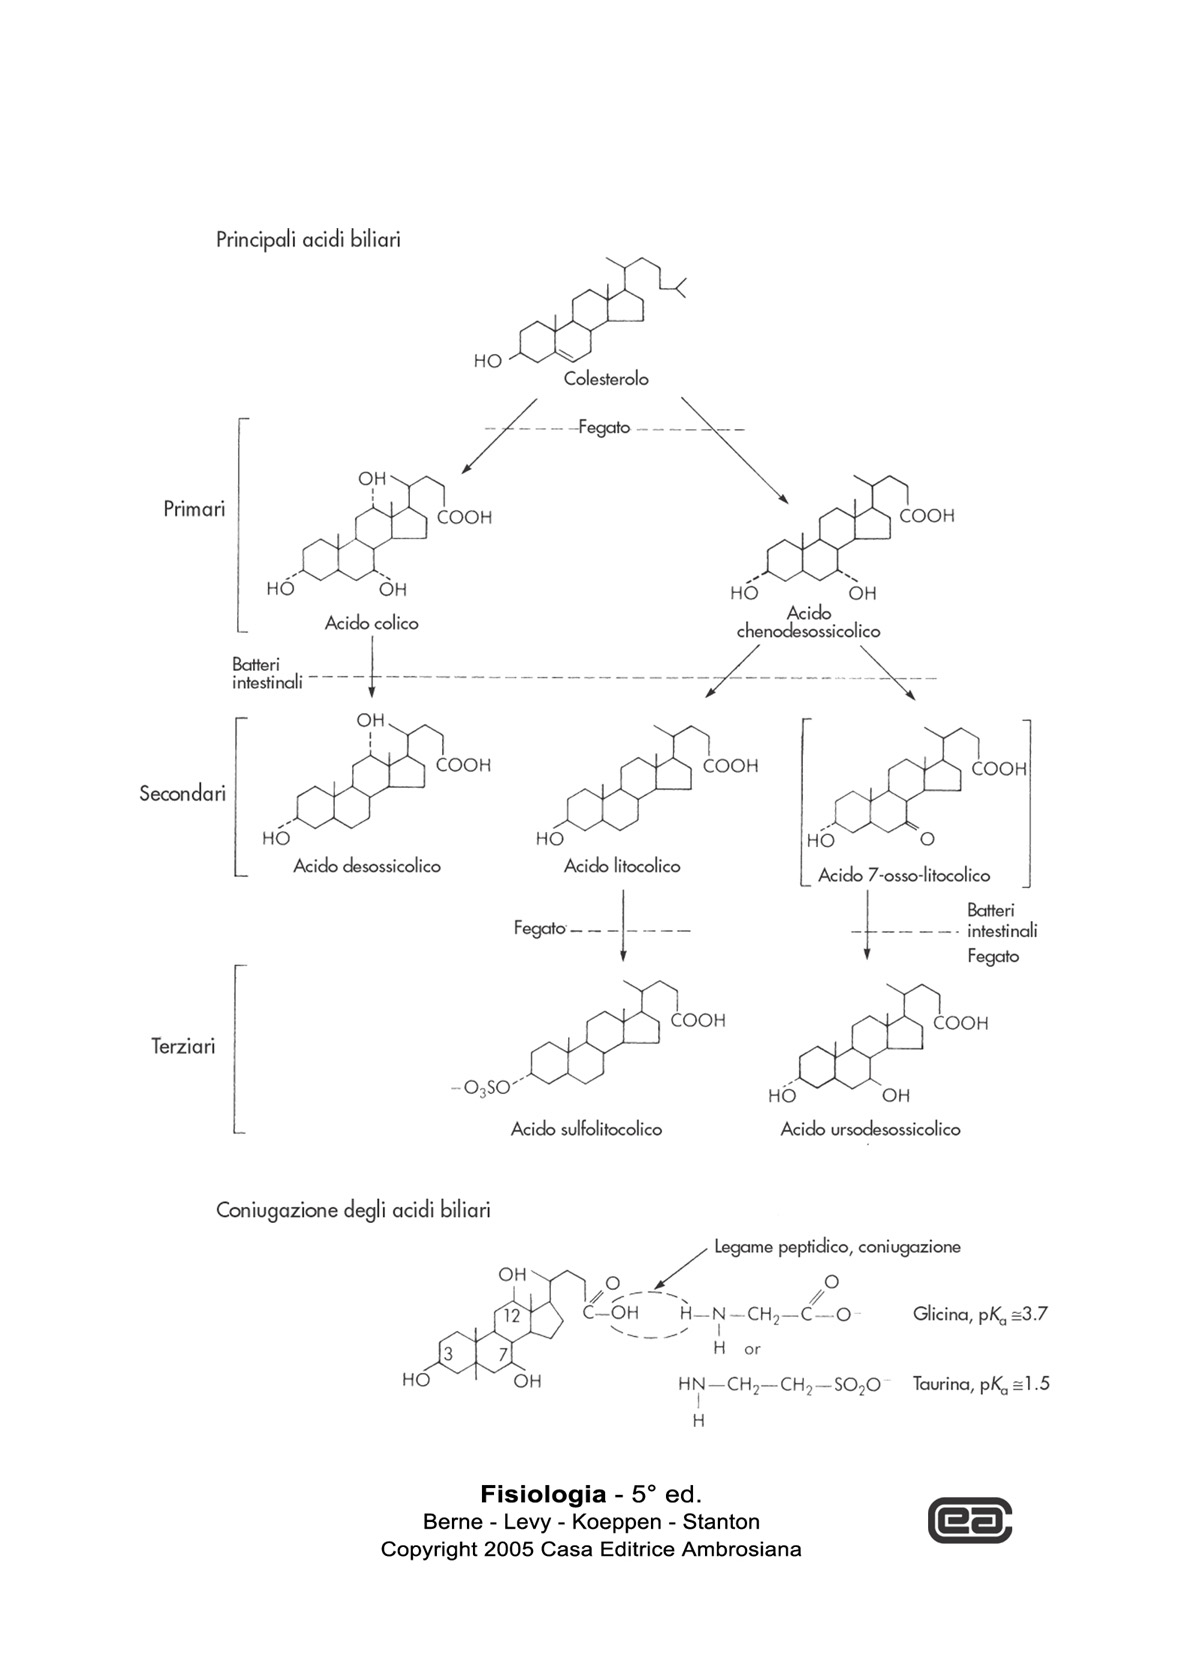 Principali acidi biliari
HO
Colesterolo
Fegato
Primari
OH
COOH
HO
OH
Acido colico
COOH
HO
OH
Acido
chenodesossicolico
Batteri
intestinali
Secondari
OH
COOH
HO
Acido desossicolico
COOH
HO
Acido litocolico
COOH
HO
O
Acido 7-osso-litocolico
Fegato
Batteri
intestinali
Fegato
Terziari
COOH
−O₃SO
Acido sulfolitocolico
COOH
HO
OH
Acido ursodesossicolico
Coniugazione degli acidi biliari
Legame peptidico, coniugazione
OH
O
C—OH
12
3
7
HO
OH
O
H—N—CH₂—C—O⁻
H
or
Glicina, pKa ≅3.7
HN—CH₂—CH₂—SO₂O⁻
H
Taurina, pKa ≅1.5
Fisiologia - 5° ed.
Berne - Levy - Koeppen - Stanton
Copyright 2005 Casa Editrice Ambrosiana
ea